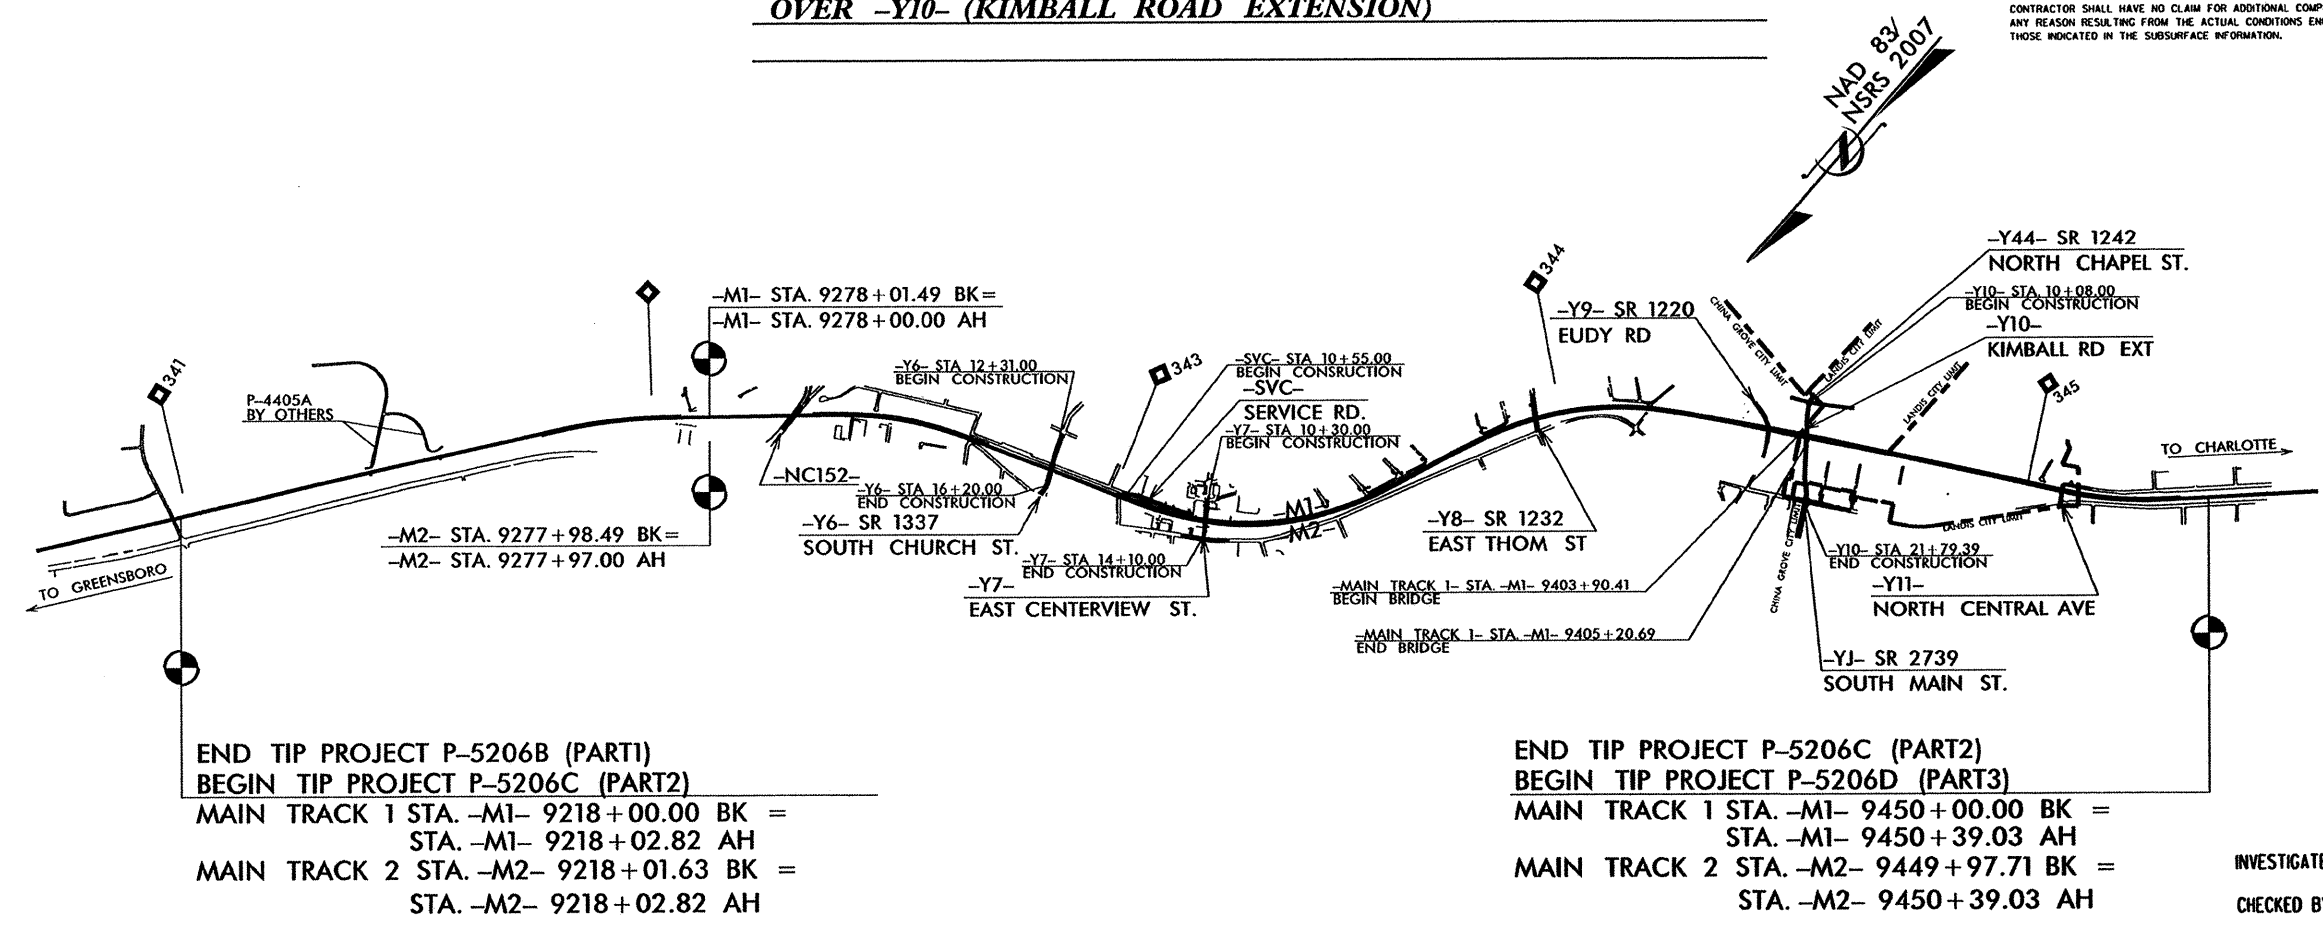 OVER -Y10- (KIMBALL ROAD EXTENSION)
CONTRACTOR SHALL HAVE NO CLAIM FOR ADDITIONAL
ANY REASON RESULTING FROM THE ACTUAL CONDITIONS
THOSE INDICATED IN THE SUBSURFACE INFORMATION.
NAD 83/
NSRS 2007
-Y44- SR 1242
NORTH CHAPEL ST.
-Y10- STA. 10+08.00
BEGIN CONSTRUCTION
-Y10-
KIMBALL RD EXT
344
-Y9- SR 1220
EUDY RD
CHINA GROVE CITY LIMIT
LANDIS CITY LIMIT
LANDIS CITY LIMIT
345
TO CHARLOTTE
-M1- STA. 9278+01.49 BK=
-M1- STA. 9278+00.00 AH
341
P-4405A
BY OTHERS
-Y6- STA 12+31.00
BEGIN CONSTRUCTION
343
-SVC- STA 10+55.00
BEGIN CONSRUCTION
-SVC-
SERVICE RD.
-Y7- STA 10+30.00
BEGIN CONSTRUCTION
-NC152-
-Y6- STA 16+20.00
END CONSTRUCTION
-Y6- SR 1337
SOUTH CHURCH ST.
-M1-
M2-
-Y8- SR 1232
EAST THOM ST
-M2- STA. 9277+98.49 BK=
-M2- STA. 9277+97.00 AH
TO GREENSBORO
-Y7- STA 14+10.00
END CONSTRUCTION
-Y7-
EAST CENTERVIEW ST.
LANDIS CITY LIMIT
CHINA GROVE CITY LIMIT
-Y10- STA 21+79.39
END CONSTRUCTION
-Y11-
NORTH CENTRAL AVE
-MAIN TRACK 1- STA. -M1- 9403+90.41
BEGIN BRIDGE
-MAIN TRACK 1- STA. -M1- 9405+20.69
END BRIDGE
-YJ- SR 2739
SOUTH MAIN ST.
END TIP PROJECT P-5206B (PART1)
BEGIN TIP PROJECT P-5206C (PART2)
MAIN TRACK 1 STA. -M1- 9218+00.00 BK =
STA. -M1- 9218+02.82 AH
MAIN TRACK 2 STA. -M2- 9218+01.63 BK =
STA. -M2- 9218+02.82 AH
END TIP PROJECT P-5206C (PART2)
BEGIN TIP PROJECT P-5206D (PART3)
MAIN TRACK 1 STA. -M1- 9450+00.00 BK =
STA. -M1- 9450+39.03 AH
MAIN TRACK 2 STA. -M2- 9449+97.71 BK =
STA. -M2- 9450+39.03 AH
INVESTIGATE
CHECKED B